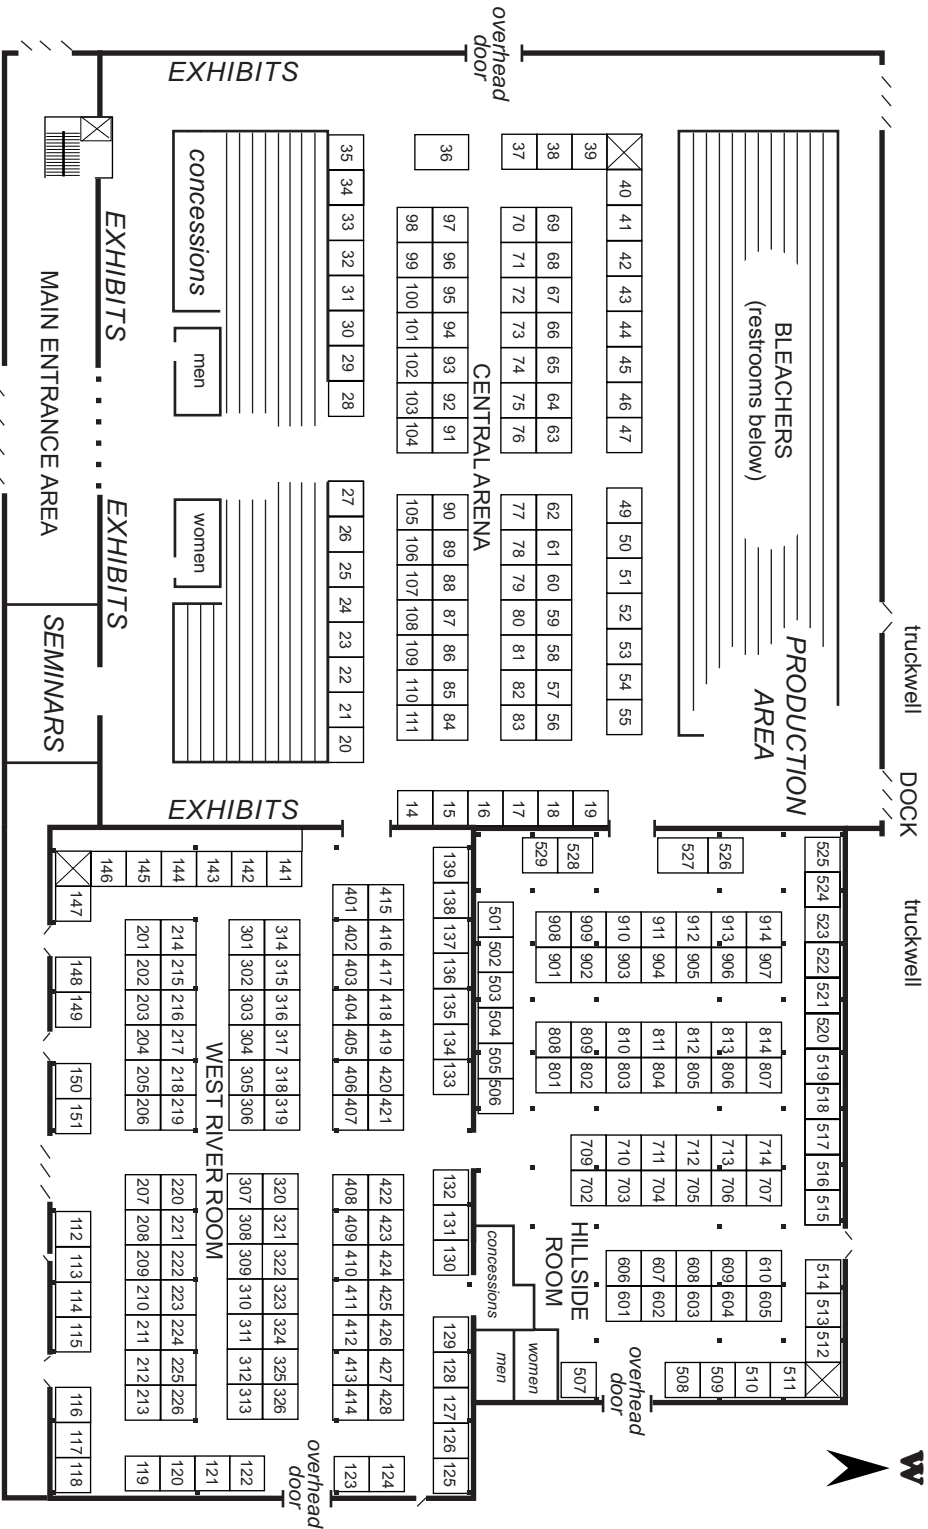 truckwell
DOCK
truckwell
W
overhead
door
EXHIBITS
BLEACHERS
(restrooms below)
PRODUCTION
AREA
39 40 41 42 43 44 45 46 47 49 50 51 52 53 54 55
38 69 68 67 66 65 64 63 62 61 60 59 58 57 56
37 70 71 72 73 74 75 76 77 78 79 80 81 82 83
CENTRAL ARENA
36 97 96 95 94 93 92 91 90 89 88 87 86 85 84
98 99 100 101 102 103 104 105 106 107 108 109 110 111
35 34 33 32 31 30 29 28 27 26 25 24 23 22 21 20
concessions
men
women
EXHIBITS
EXHIBITS
EXHIBITS
MAIN ENTRANCE AREA
SEMINARS
19
18
17
16
15
14
525 524 523 522 521 520 519 518 517 516 515 514 513 512
914 907 814 807 714 707 610 605 511
526 913 906 813 806 713 706 609 604 510
527 912 905 812 805 712 705 608 603 509
911 904 811 804 711 704 607 602 508
910 903 810 803 710 703 606 601
528 909 902 809 802 709 702
529 908 901 808 801
HILLSIDE
ROOM
507
overhead
door
501 502 503 504 505 506
concessions
women
men
139 138 137 136 135 134 133 132 131 130 129 128 127 126 125
415 416 417 418 419 420 421 422 423 424 425 426 427 428 124
401 402 403 404 405 406 407 408 409 410 411 412 413 414 123
overhead
door
141 314 315 316 317 318 319 320 321 322 323 324 325 326
142 301 302 303 304 305 306 307 308 309 310 311 312 313 122
WEST RIVER ROOM
143 121
144 214 215 216 217 218 219 220 221 222 223 224 225 226 120
145 201 202 203 204 205 206 207 208 209 210 211 212 213 119
146
147 148 149 150 151 112 113 114 115 116 117 118